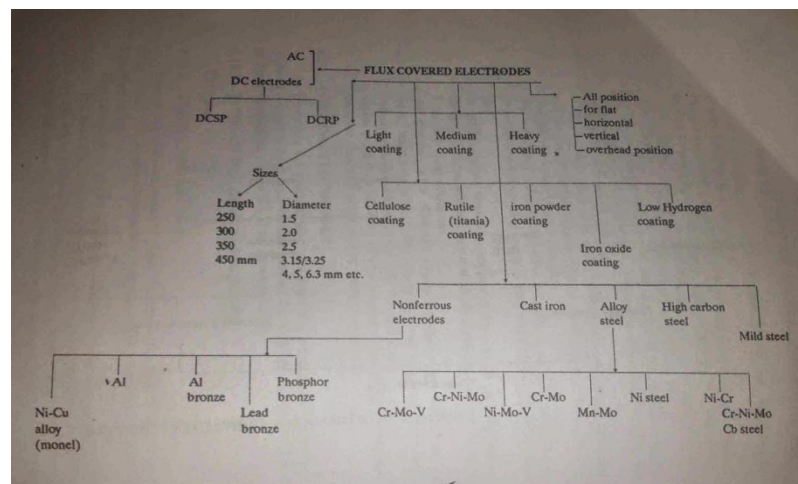 AC
FLUX COVERED ELECTRODES
DC electrodes
DCSP
DCRP
All position
for flat
horizontal
vertical
overhead position
Light
coating
Medium
coating
Heavy
coating
Sizes
Length
250
300
350
450 mm
Diameter
1.5
2.0
2.5
3.15/3.25
4, 5, 6.3 mm etc.
Cellulose
coating
Rutile
(titania)
coating
iron powder
coating
Iron oxide
coating
Low Hydrogen
coating
Nonferrous
electrodes
Cast iron
Alloy
steel
High carbon
steel
Mild steel
Ni-Cu
alloy
(monel)
Al
Al
bronze
Lead
bronze
Phosphor
bronze
Cr-Mo-V
Cr-Ni-Mo
Ni-Mo-V
Cr-Mo
Mn-Mo
Ni steel
Ni-Cr
Cr-Ni-Mo
Cb steel